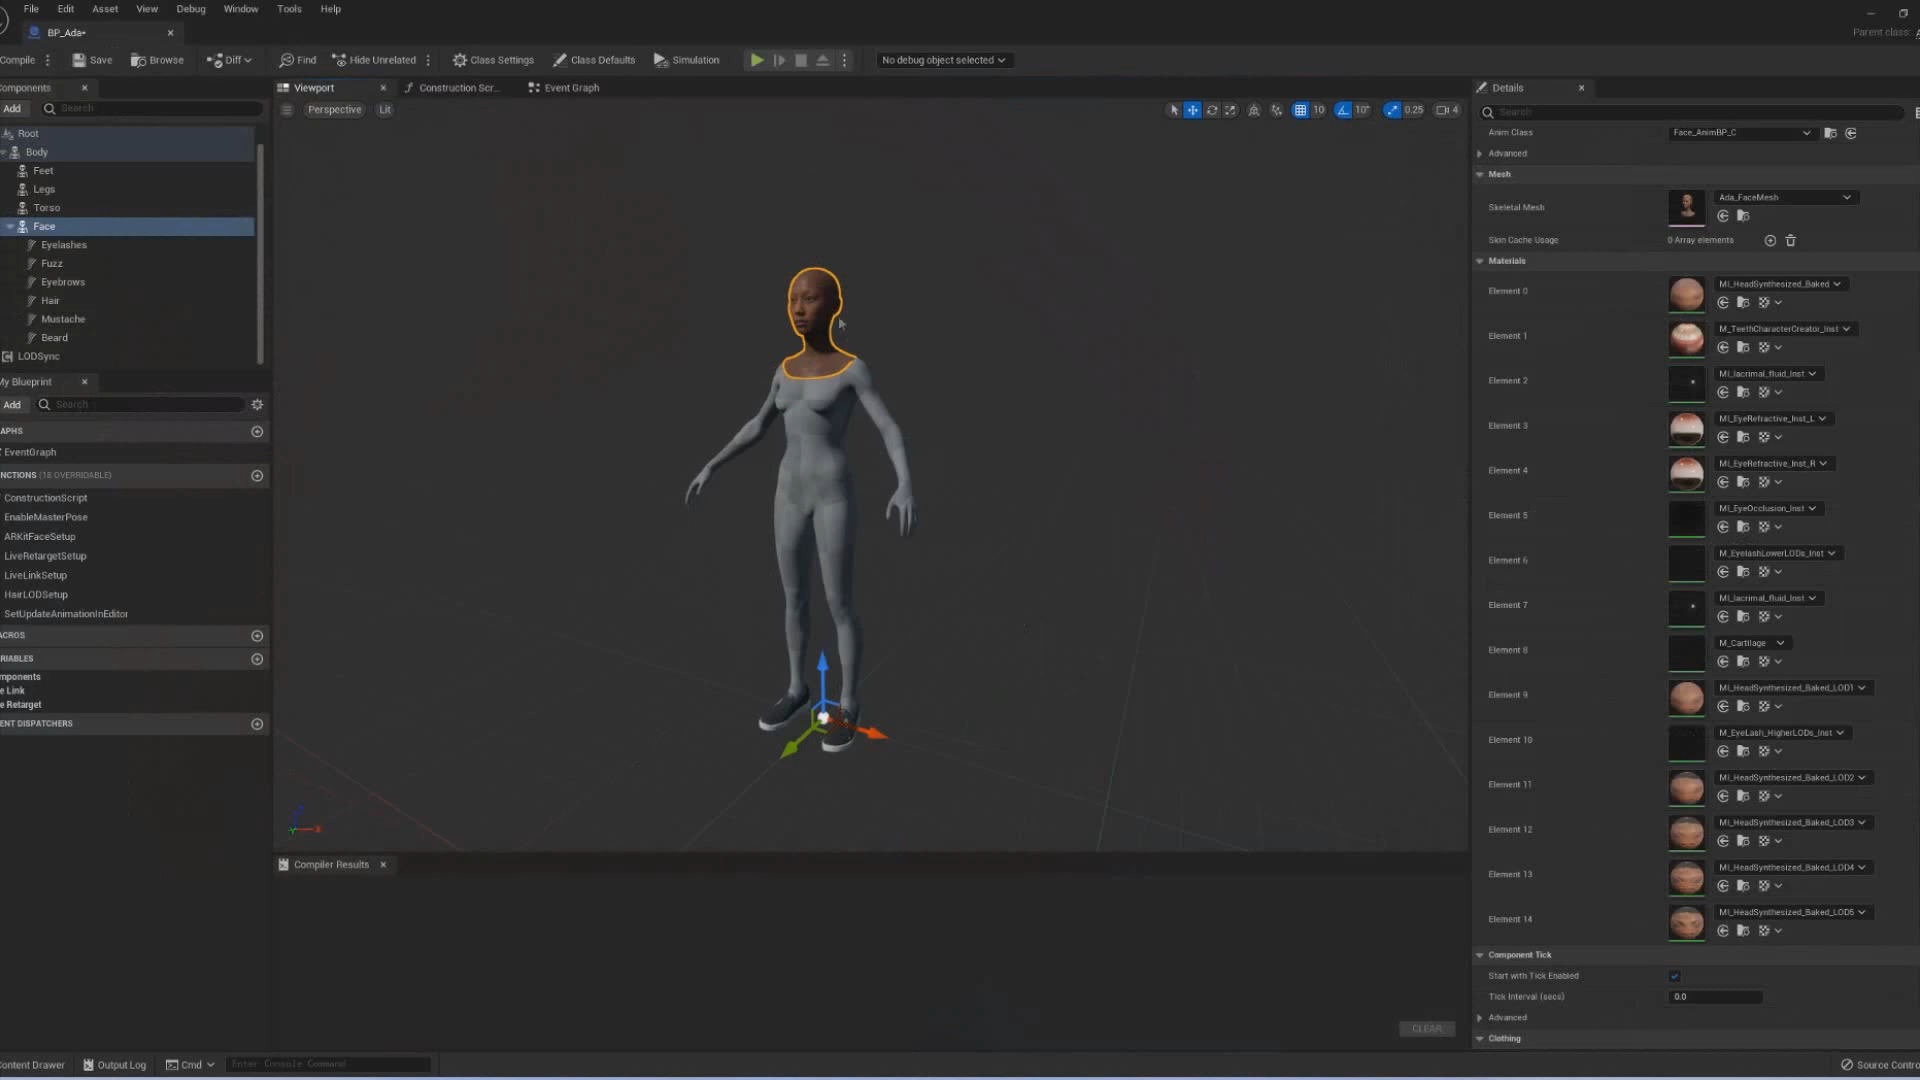 File Edit Asset View Debug Window Tools Help
BP_Ada*
Parent class:
Compile Save Browse Diff Find Hide Unrelated Class Settings Class Defaults Simulation No debug object selected
Components
Viewport Construction Scr... Event Graph
Details
Add Search
Perspective Lit
10 10° 0.25 4
Search
Root
Body
Feet
Legs
Torso
Face
Eyelashes
Fuzz
Eyebrows
Hair
Mustache
Beard
LODSync
My Blueprint
Add Search
APHS
EventGraph
NCTIONS (18 OVERRIDABLE)
ConstructionScript
EnableMasterPose
ARKitFaceSetup
LiveRetargetSetup
LiveLinkSetup
HairLODSetup
SetUpdateAnimationInEditor
ACROS
RIABLES
mponents
e Link
e Retarget
ENT DISPATCHERS
Compiler Results
CLEAR
Anim Class Face_AnimBP_C
Advanced
Mesh
Skeletal Mesh Ada_FaceMesh
Skin Cache Usage 0 Array elements
Materials
Element 0 MI_HeadSynthesized_Baked
Element 1 M_TeethCharacterCreator_Inst
Element 2 MI_lacrimal_fluid_Inst
Element 3 MI_EyeRefractive_Inst_L
Element 4 MI_EyeRefractive_Inst_R
Element 5 MI_EyeOcclusion_Inst
Element 6 M_EyelashLowerLODs_Inst
Element 7 MI_lacrimal_fluid_Inst
Element 8 M_Cartilage
Element 9 MI_HeadSynthesized_Baked_LOD1
Element 10 M_EyeLash_HigherLODs_Inst
Element 11 MI_HeadSynthesized_Baked_LOD2
Element 12 MI_HeadSynthesized_Baked_LOD3
Element 13 MI_HeadSynthesized_Baked_LOD4
Element 14 MI_HeadSynthesized_Baked_LOD5
Component Tick
Start with Tick Enabled
Tick Interval (secs) 0.0
Advanced
Clothing
ontent Drawer Output Log Cmd Enter Console Command Source Contro